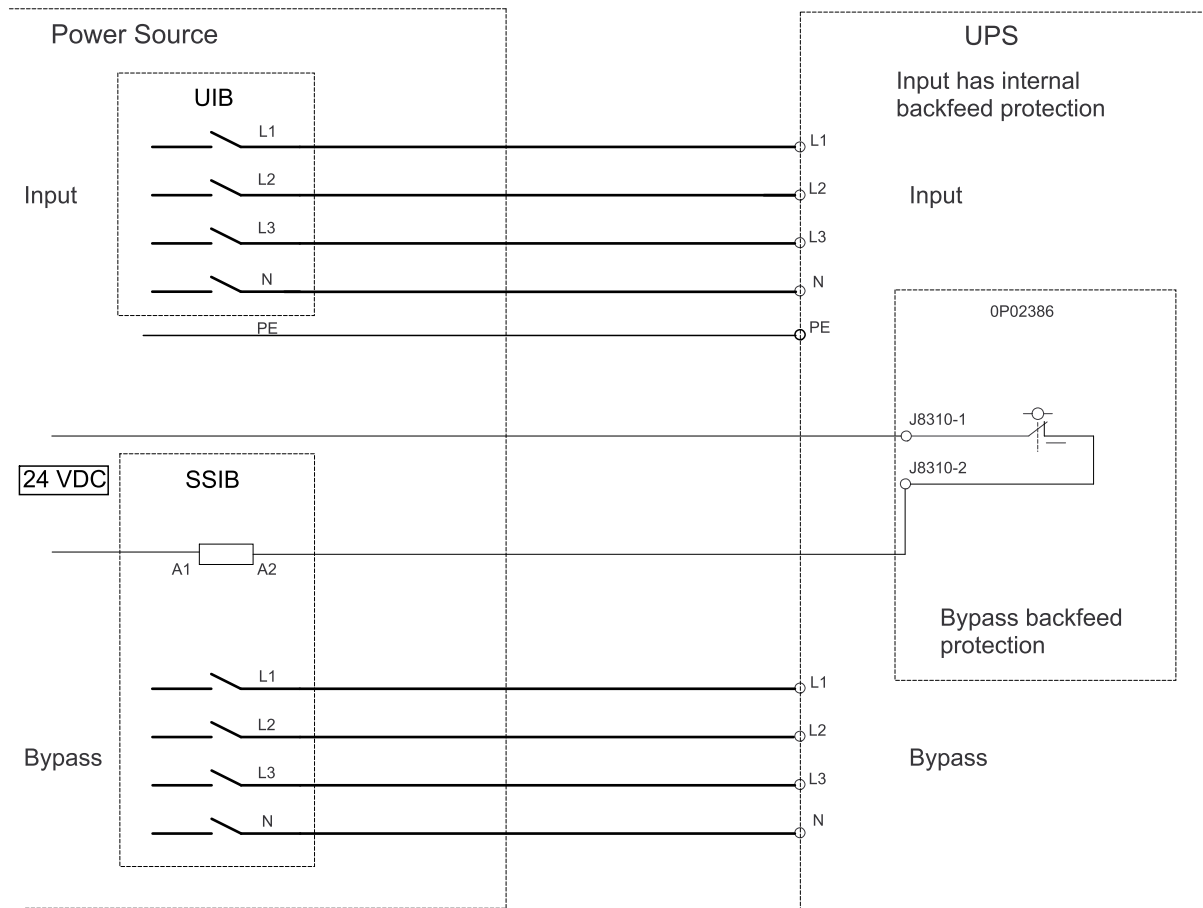 Power Source
UPS
Input has internal
backfeed protection
UIB
L1
L1
L2
L2
Input
Input
L3
L3
N
N
PE
PE
0P02386
J8310-1
J8310-2
24 VDC
SSIB
A1
A2
Bypass backfeed
protection
L1
L1
L2
L2
Bypass
Bypass
L3
L3
N
N